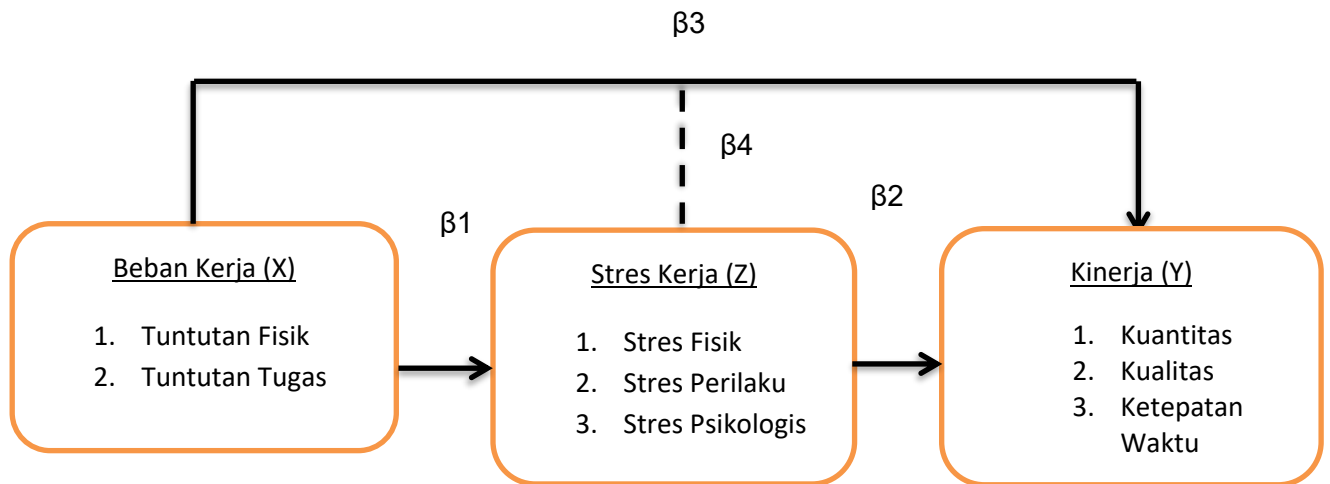 β3
β4
β1
β2
Beban Kerja (X)
1. Tuntutan Fisik
2. Tuntutan Tugas
Stres Kerja (Z)
1. Stres Fisik
2. Stres Perilaku
3. Stres Psikologis
Kinerja (Y)
1. Kuantitas
2. Kualitas
3. Ketepatan
Waktu